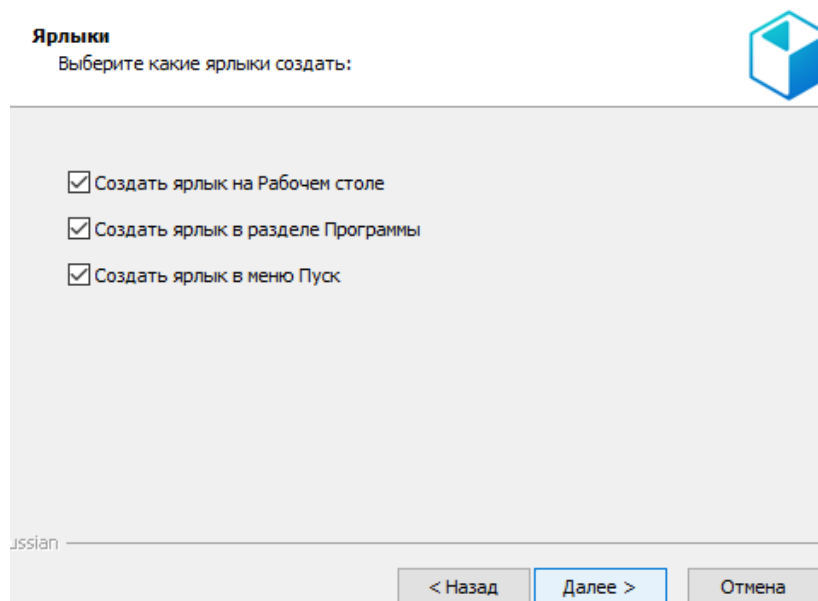 Ярлыки
Выберите какие ярлыки создать:
Создать ярлык на Рабочем столе
Создать ярлык в разделе Программы
Создать ярлык в меню Пуск
ussian
< Назад
Далее >
Отмена